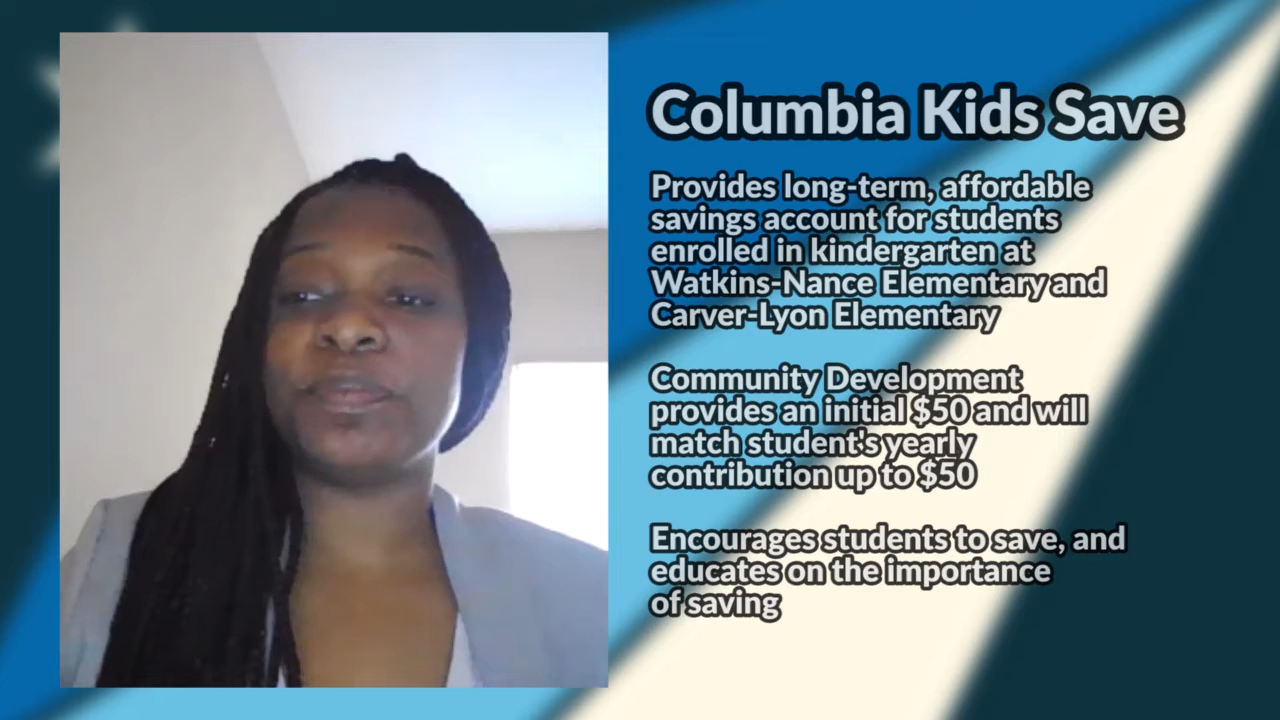 Columbia Kids Save
Provides long-term, affordable
savings account for students
enrolled in kindergarten at
Watkins-Nance Elementary and
Carver-Lyon Elementary
Community Development
provides an initial $50 and will
match student's yearly
contribution up to $50
Encourages students to save, and
educates on the importance
of saving